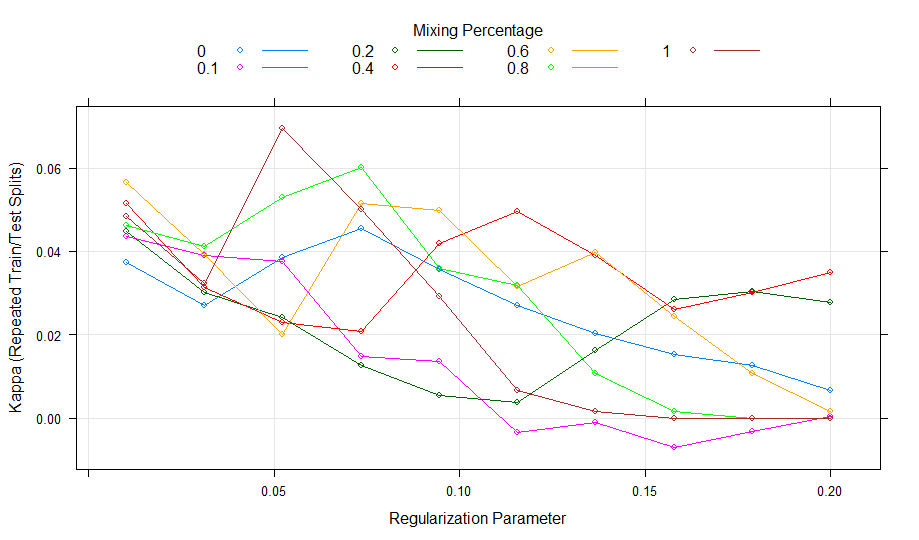 Mixing Percentage
0 0.2 0.6 1
0.1 0.4 0.8
Kappa (Repeated Train/Test Splits)
0.06
0.04
0.02
0.00
0.05 0.10 0.15 0.20
Regularization Parameter